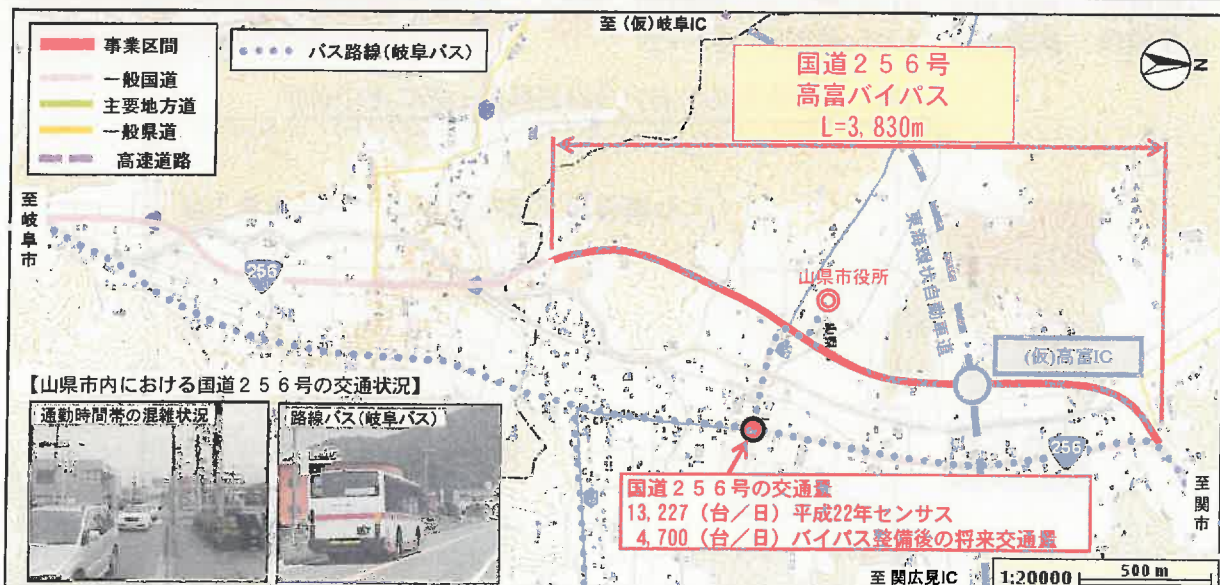 事業区間
一般国道
主要地方道
一般県道
高速道路
バス路線(岐阜バス)
至(仮)岐阜IC
国道256号
高富バイパス
L=3,830m
N
至岐阜市
256
山県市役所
東海環状自動車道
(仮)高富IC
【山県市内における国道256号の交通状況】
通勤時間帯の混雑状況
路線バス(岐阜バス)
256
国道256号の交通量
13,227(台/日)平成22年センサス
4,700(台/日)バイパス整備後の将来交通量
至関市
至関広見IC
1:20000
500m